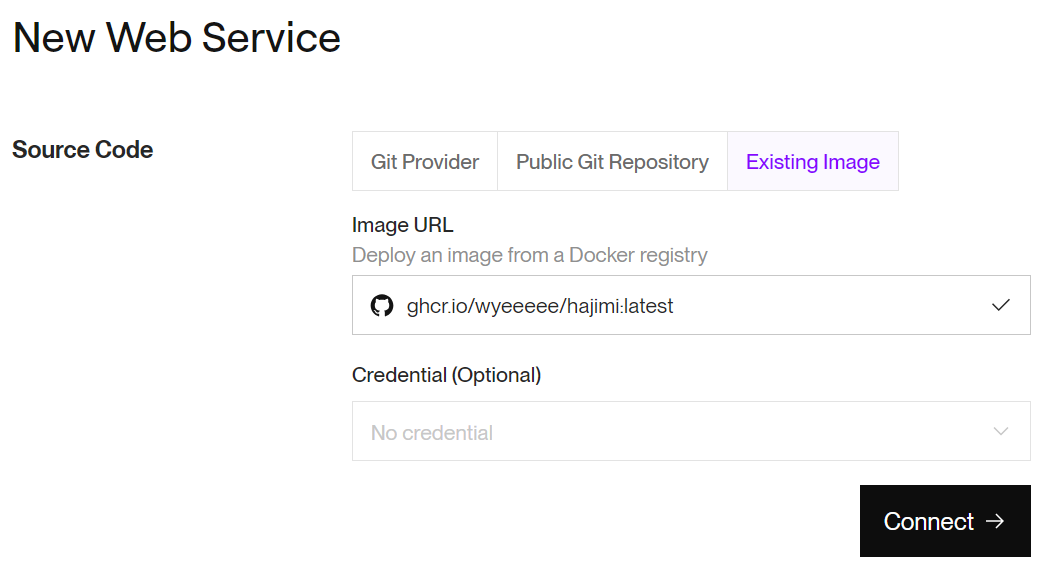 New Web Service
Source Code
Git Provider Public Git Repository Existing Image
Image URL
Deploy an image from a Docker registry
ghcr.io/wyeeeee/hajimi:latest
Credential (Optional)
No credential
Connect →